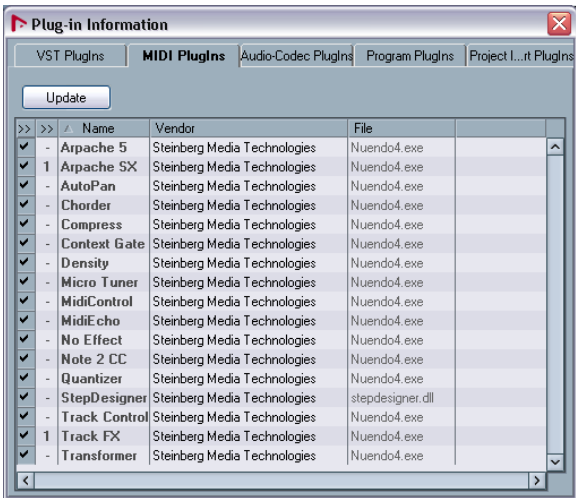 Plug-in Information
VST PlugIns MIDI PlugIns Audio-Codec PlugIns Program PlugIns Project I...rt PlugIns
Update
>> >> Name Vendor File
- Arpache 5 Steinberg Media Technologies Nuendo4.exe
1 Arpache SX Steinberg Media Technologies Nuendo4.exe
- AutoPan Steinberg Media Technologies Nuendo4.exe
- Chorder Steinberg Media Technologies Nuendo4.exe
- Compress Steinberg Media Technologies Nuendo4.exe
- Context Gate Steinberg Media Technologies Nuendo4.exe
- Density Steinberg Media Technologies Nuendo4.exe
- Micro Tuner Steinberg Media Technologies Nuendo4.exe
- MidiControl Steinberg Media Technologies Nuendo4.exe
- MidiEcho Steinberg Media Technologies Nuendo4.exe
- No Effect Steinberg Media Technologies Nuendo4.exe
- Note 2 CC Steinberg Media Technologies Nuendo4.exe
- Quantizer Steinberg Media Technologies Nuendo4.exe
- StepDesigner Steinberg Media Technologies stepdesigner.dll
- Track Control Steinberg Media Technologies Nuendo4.exe
1 Track FX Steinberg Media Technologies Nuendo4.exe
- Transformer Steinberg Media Technologies Nuendo4.exe